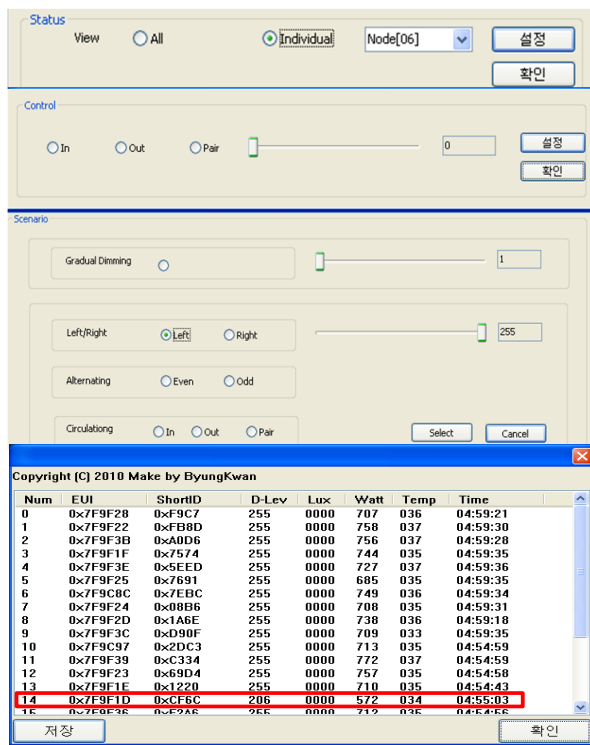 Status
View All Individual Node[06] 설정
확인
Control
In Out Pair 0 설정
확인
Scenario
Gradual Dimming 1
Left/Right Left Right 255
Alternating Even Odd
Circulationg In Out Pair Select Cancel
Copyright (C) 2010 Make by ByungKwan
Num EUI ShortID D-Lev Lux Watt Temp Time
0 0x7F9F28 0xF9C7 255 0000 707 036 04:59:21
1 0x7F9F22 0xFB8D 255 0000 758 037 04:59:30
2 0x7F9F3B 0xA0D6 255 0000 756 037 04:59:28
3 0x7F9F1F 0x7574 255 0000 744 035 04:59:35
4 0x7F9F3E 0x5EED 255 0000 727 037 04:59:36
5 0x7F9F25 0x7691 255 0000 685 035 04:59:35
6 0x7F9C8C 0x7EBC 255 0000 749 036 04:59:34
7 0x7F9F24 0x08B6 255 0000 708 035 04:59:31
8 0x7F9F2D 0x1A6E 255 0000 738 036 04:59:18
9 0x7F9F3C 0xD90F 255 0000 709 033 04:59:35
10 0x7F9C97 0x2DC3 255 0000 713 035 04:54:59
11 0x7F9F39 0xC334 255 0000 772 037 04:54:59
12 0x7F9F23 0x69D4 255 0000 757 035 04:54:58
13 0x7F9F1E 0x1220 255 0000 710 035 04:54:43
14 0x7F9F1D 0xCF6C 206 0000 572 034 04:55:03
15 0x7F9F36 0xF2A6 255 0000 712 035 04:54:56
저장 확인